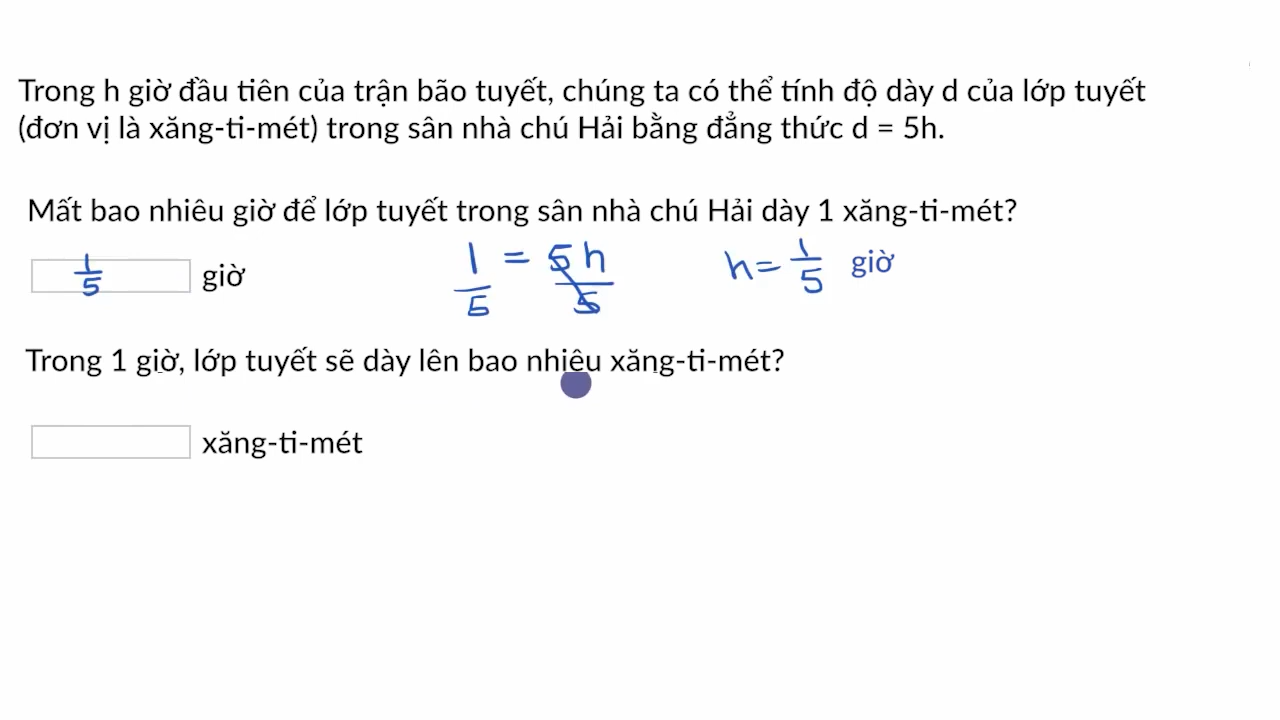 Trong h giờ đầu tiên của trận bão tuyết, chúng ta có thể tính độ dày d của lớp tuyết
(đơn vị là xăng-ti-mét) trong sân nhà chú Hải bằng đẳng thức d = 5h.
Mất bao nhiêu giờ để lớp tuyết trong sân nhà chú Hải dày 1 xăng-ti-mét?
1/5 giờ
1/5 = 5h/5
h = 1/5 giờ
Trong 1 giờ, lớp tuyết sẽ dày lên bao nhiêu xăng-ti-mét?
xăng-ti-mét